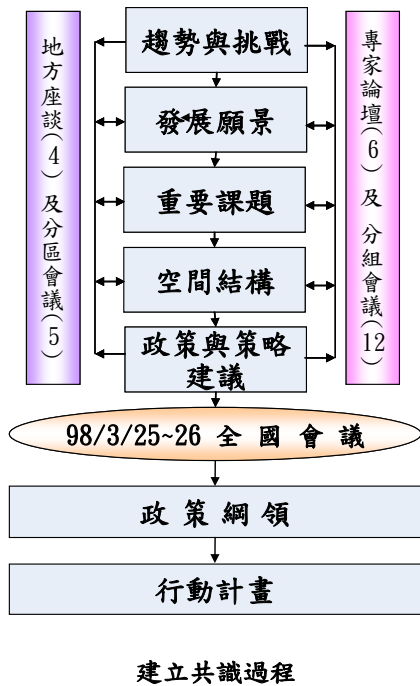 地方座談(4)及分區會議(5)
趨勢與挑戰
發展願景
重要課題
空間結構
政策與策略
建議
專家論壇(6)及分組會議(12)
98/3/25~26 全國會議
政策綱領
行動計畫
建立共識過程